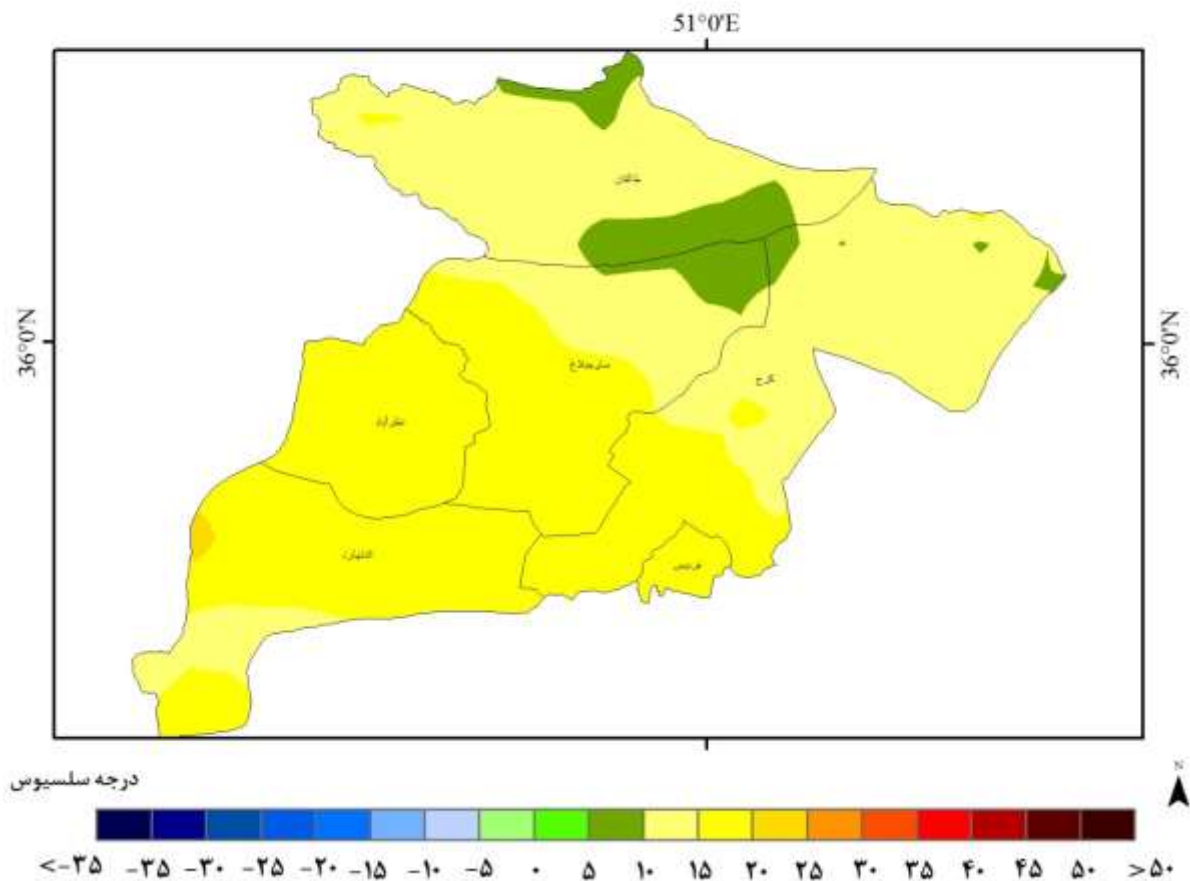 51°0'E
36°0'N
36°0'N
طالقان
ساوجبلاغ
کرج
نظرآباد
اشتهارد
فردیس
درجه سلسیوس
N
<-۳۵ -۳۵ -۳۰ -۲۵ -۲۰ -۱۵ -۱۰ -۵ ۰ ۵ ۱۰ ۱۵ ۲۰ ۲۵ ۳۰ ۳۵ ۴۰ ۴۵ ۵۰ >۵۰